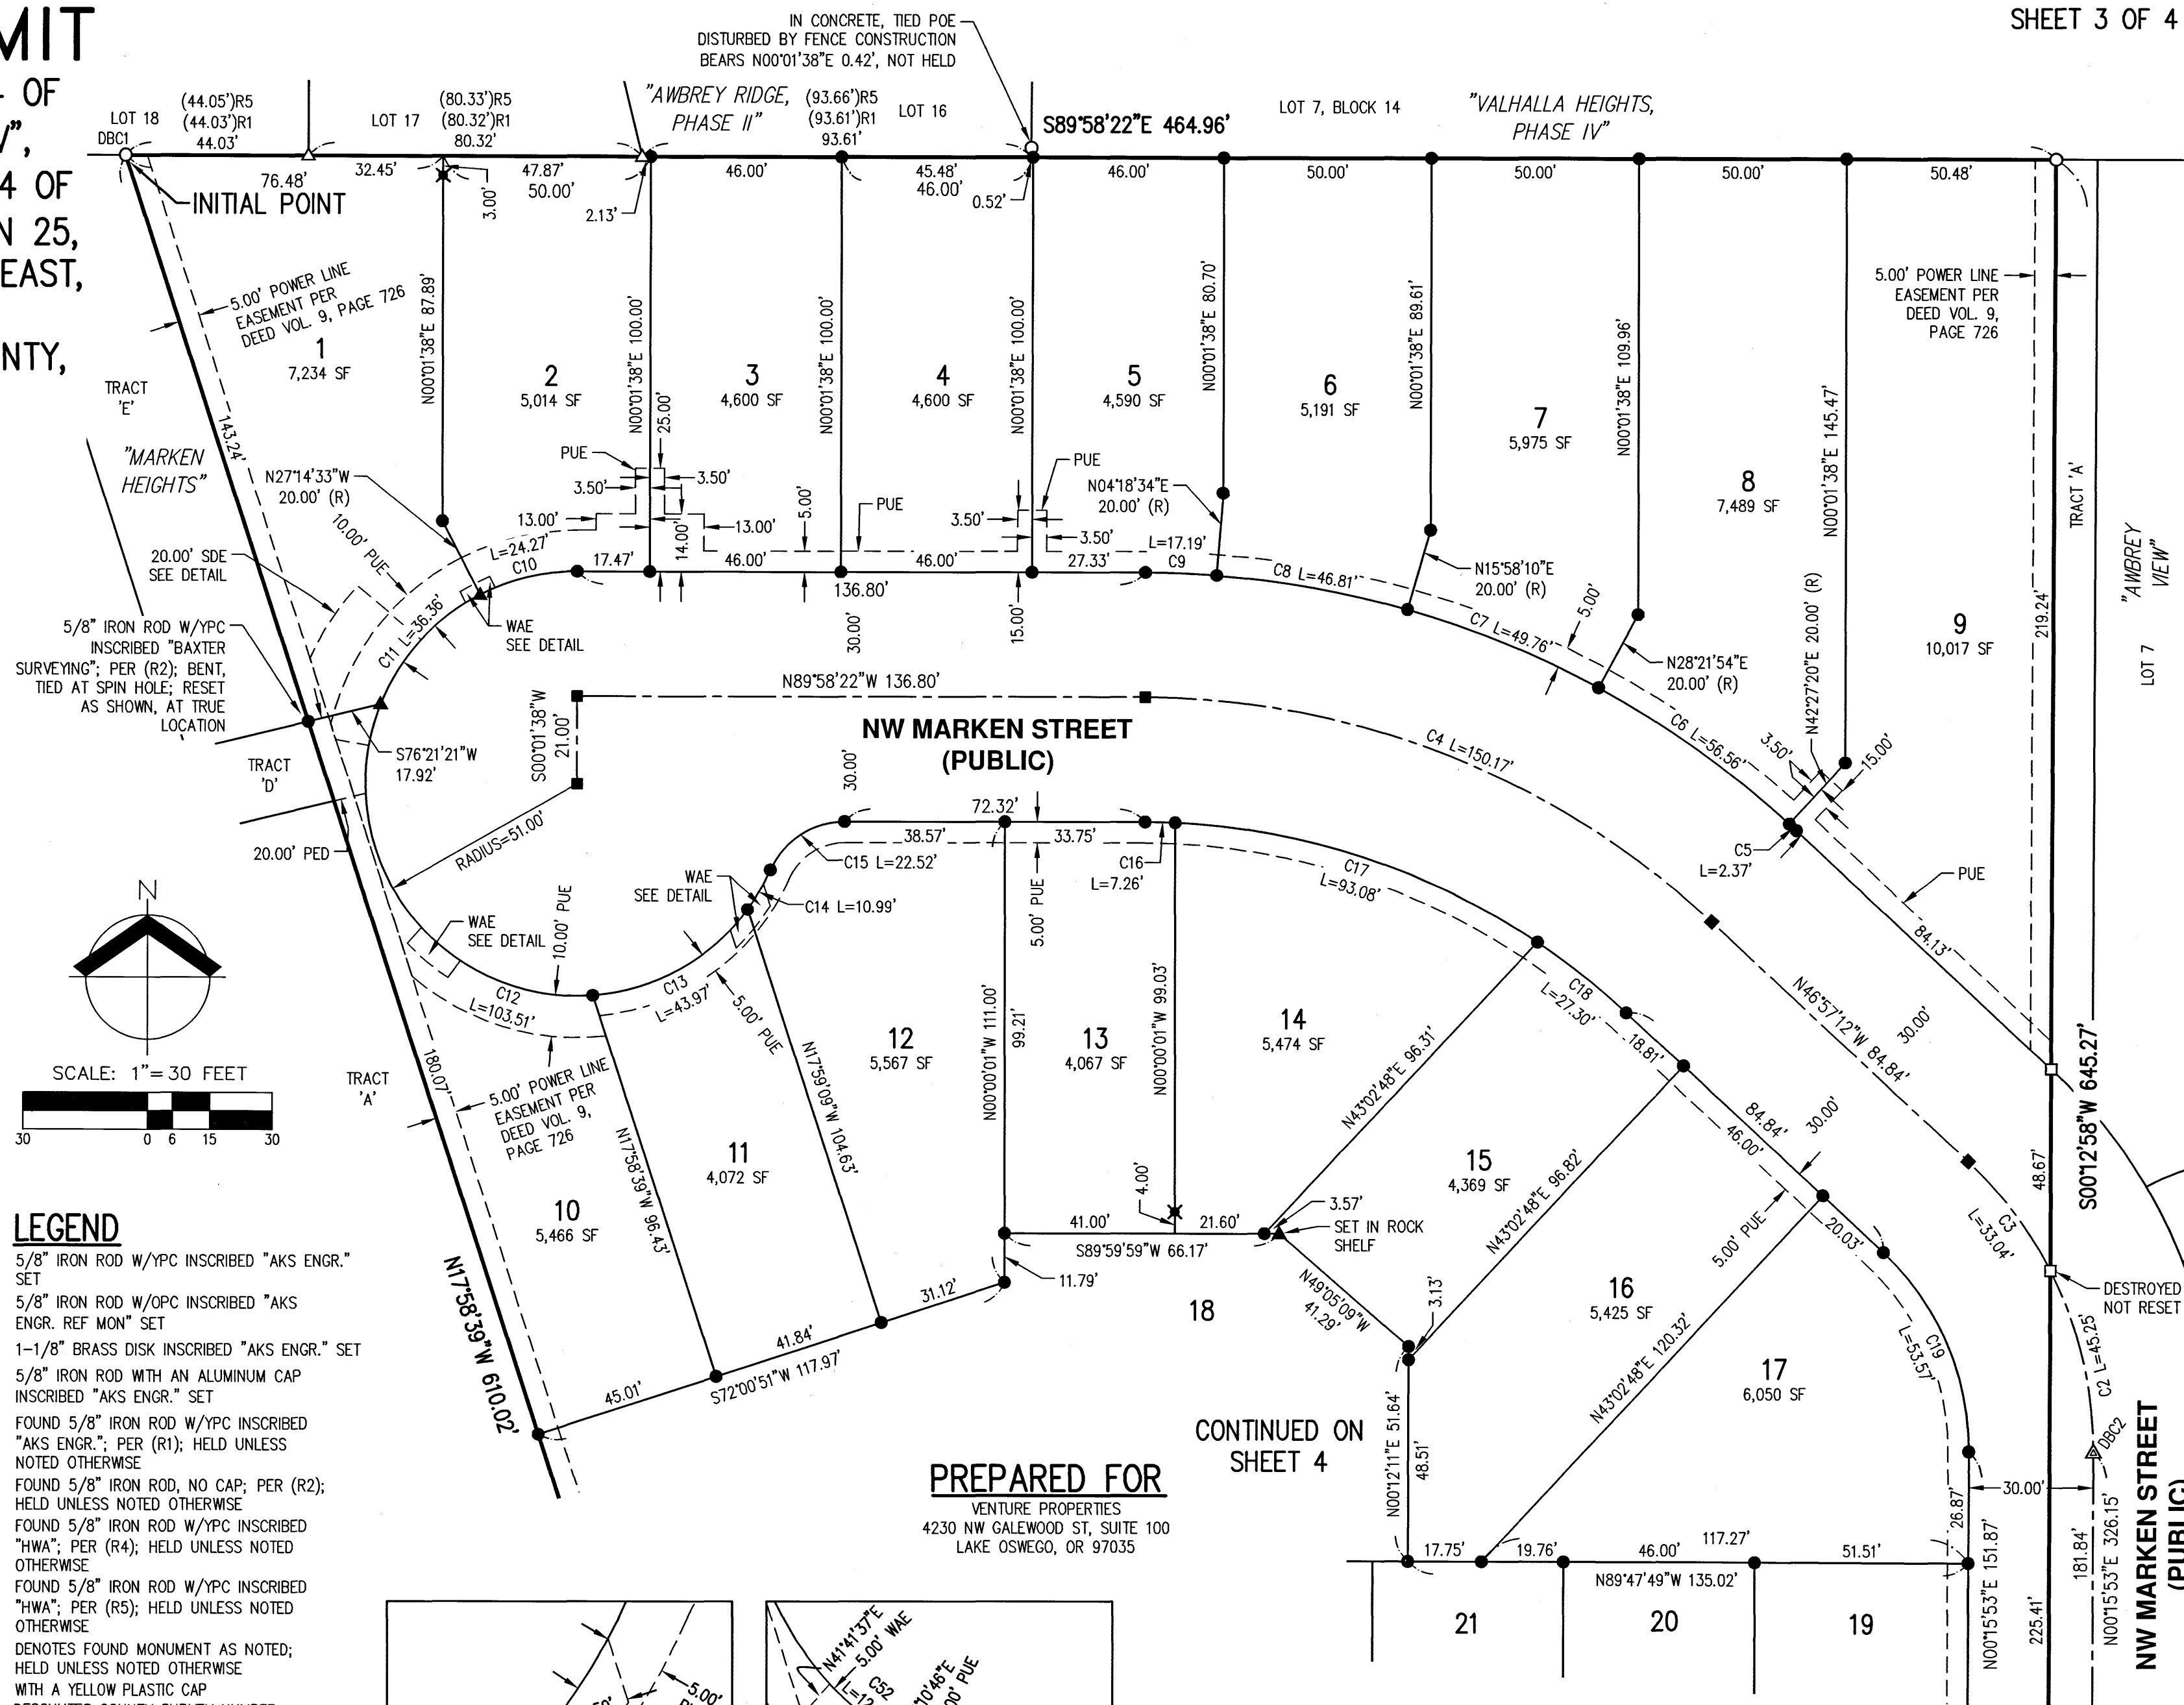 SHEET 3 OF 4
MIT
OF
V",
4 OF
N 25,
EAST,
NTY,
IN CONCRETE, TIED POE
DISTURBED BY FENCE CONSTRUCTION
BEARS N00°01'38"E 0.42', NOT HELD
LOT 18
DBC1
(44.05')R5
(44.03')R1
44.03'
LOT 17
(80.33')R5
(80.32')R1
80.32'
"AWBREY RIDGE,
PHASE II"
(93.66')R5
(93.61')R1
93.61'
LOT 16
S89°58'22"E 464.96'
LOT 7, BLOCK 14
"VALHALLA HEIGHTS,
PHASE IV"
76.48'
32.45'
47.87'
50.00'
46.00'
45.48'
46.00'
46.00'
50.00'
50.00'
50.00'
50.48'
INITIAL POINT
3.00'
2.13'
0.52'
5.00' POWER LINE
EASEMENT PER
DEED VOL. 9, PAGE 726
5.00' POWER LINE
EASEMENT PER
DEED VOL. 9,
PAGE 726
1
7,234 SF
N00°01'38"E 87.89'
2
5,014 SF
N00°01'38"E 100.00'
25.00'
3
4,600 SF
N00°01'38"E 100.00'
4
4,600 SF
N00°01'38"E 100.00'
5
4,590 SF
N00°01'38"E 80.70'
6
5,191 SF
N00°01'38"E 89.61'
7
5,975 SF
N00°01'38"E 109.96'
8
7,489 SF
N00°01'38"E 145.47'
9
10,017 SF
219.24'
TRACT 'A'
"AWBREY
VIEW"
LOT 7
TRACT
'E'
"MARKEN
HEIGHTS"
143.24'
N27°14'33"W
20.00' (R)
PUE
3.50'
3.50'
13.00'
13.00'
14.00'
5.00'
PUE
PUE
3.50'
3.50'
N04°18'34"E
20.00' (R)
20.00' SDE
SEE DETAIL
10.00' PUE
L=24.27'
C10
17.47'
46.00'
46.00'
136.80'
27.33'
L=17.19'
C9
C8 L=46.81'
N15°58'10"E
20.00' (R)
C7 L=49.76'
5.00'
N28°21'54"E
20.00' (R)
N42°27'20"E 20.00' (R)
C6 L=56.56'
3.50'
15.00'
C5
L=2.37'
PUE
84.13'
C11 L=36.36'
WAE
SEE DETAIL
30.00'
15.00'
5/8" IRON ROD W/YPC
INSCRIBED "BAXTER
SURVEYING"; PER (R2); BENT,
TIED AT SPIN HOLE; RESET
AS SHOWN, AT TRUE
LOCATION
S76°21'21"W
17.92'
TRACT
'D'
20.00' PED
S00°01'38"W
21.00'
RADIUS=51.00'
N89°58'22"W 136.80'
NW MARKEN STREET
(PUBLIC)
C4 L=150.17'
30.00'
72.32'
38.57'
33.75'
C15 L=22.52'
C16
L=7.26'
C17
L=93.08'
WAE
SEE DETAIL
C14 L=10.99'
5.00' PUE
WAE
SEE DETAIL
10.00' PUE
C12
L=103.51'
C13
L=43.97'
5.00' PUE
N
SCALE: 1"= 30 FEET
30 0 6 15 30
TRACT
'A'
180.07'
5.00' POWER LINE
EASEMENT PER
DEED VOL. 9,
PAGE 726
10
5,466 SF
N17°58'39"W 96.43'
11
4,072 SF
N17°59'09"W 104.63'
12
5,567 SF
N00°00'01"W 111.00'
99.21'
13
4,067 SF
N00°00'01"W 99.03'
14
5,474 SF
C18
L=27.30'
18.81'
N43°02'48"E 96.31'
15
4,369 SF
N43°02'48"E 96.82'
84.84'
46.00'
30.00'
N46°57'12"W 84.84'
30.00'
48.67'
S00°12'58"W 645.27'
C3
L=33.04'
DESTROYED
NOT RESET
C2 L=45.25'
DBC2
4.00'
41.00'
21.60'
S89°59'59"W 66.17'
3.57'
SET IN ROCK
SHELF
11.79'
31.12'
41.84'
S72°00'51"W 117.97'
45.01'
N17°58'39"W 610.02'
18
N49°05'09"W
41.29'
3.13'
5.00' PUE
20.03'
16
5,425 SF
N43°02'48"E 120.32'
17
6,050 SF
C19
L=53.57'
CONTINUED ON
SHEET 4
N00°12'11"E 51.64'
48.51'
17.75'
19.76'
46.00'
117.27'
51.51'
N89°47'49"W 135.02'
21
20
19
26.87'
30.00'
N00°15'53"E 151.87'
225.41'
181.84'
N00°15'53"E 326.15'
NW MARKEN STREET
(PUBLIC)
LEGEND
5/8" IRON ROD W/YPC INSCRIBED "AKS ENGR."
SET
5/8" IRON ROD W/OPC INSCRIBED "AKS
ENGR. REF MON" SET
1-1/8" BRASS DISK INSCRIBED "AKS ENGR." SET
5/8" IRON ROD WITH AN ALUMINUM CAP
INSCRIBED "AKS ENGR." SET
FOUND 5/8" IRON ROD W/YPC INSCRIBED
"AKS ENGR."; PER (R1); HELD UNLESS
NOTED OTHERWISE
FOUND 5/8" IRON ROD, NO CAP; PER (R2);
HELD UNLESS NOTED OTHERWISE
FOUND 5/8" IRON ROD W/YPC INSCRIBED
"HWA"; PER (R4); HELD UNLESS NOTED
OTHERWISE
FOUND 5/8" IRON ROD W/YPC INSCRIBED
"HWA"; PER (R5); HELD UNLESS NOTED
OTHERWISE
DENOTES FOUND MONUMENT AS NOTED;
HELD UNLESS NOTED OTHERWISE
WITH A YELLOW PLASTIC CAP
PREPARED FOR
VENTURE PROPERTIES
4230 NW GALEWOOD ST, SUITE 100
LAKE OSWEGO, OR 97035
5.00'
N41°41'37"E
5.00' WAE
C52
10'46"E
PUE